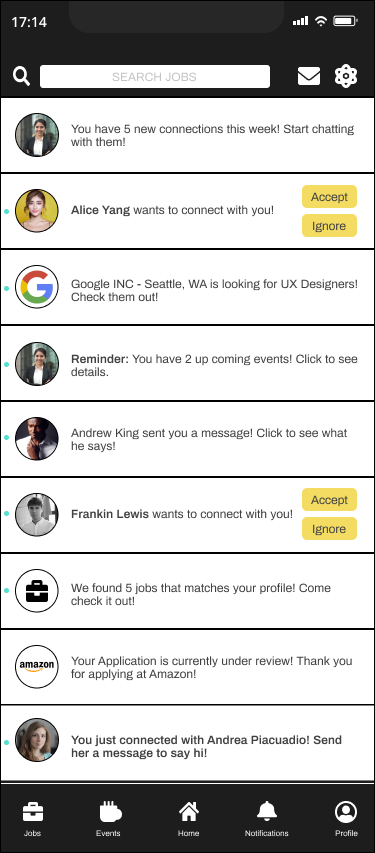 17:14
SEARCH JOBS
You have 5 new connections this week! Start chatting
with them!
Alice Yang wants to connect with you!
Accept
Ignore
Google INC - Seattle, WA is looking for UX Designers!
Check them out!
Reminder: You have 2 up coming events! Click to see
details.
Andrew King sent you a message! Click to see what
he says!
Frankin Lewis wants to connect with you!
Accept
Ignore
We found 5 jobs that matches your profile! Come
check it out!
amazon
Your Application is currently under review! Thank you
for applying at Amazon!
You just connected with Andrea Piacuadio! Send
her a message to say hi!
Jobs
Events
Home
Notifications
Profile